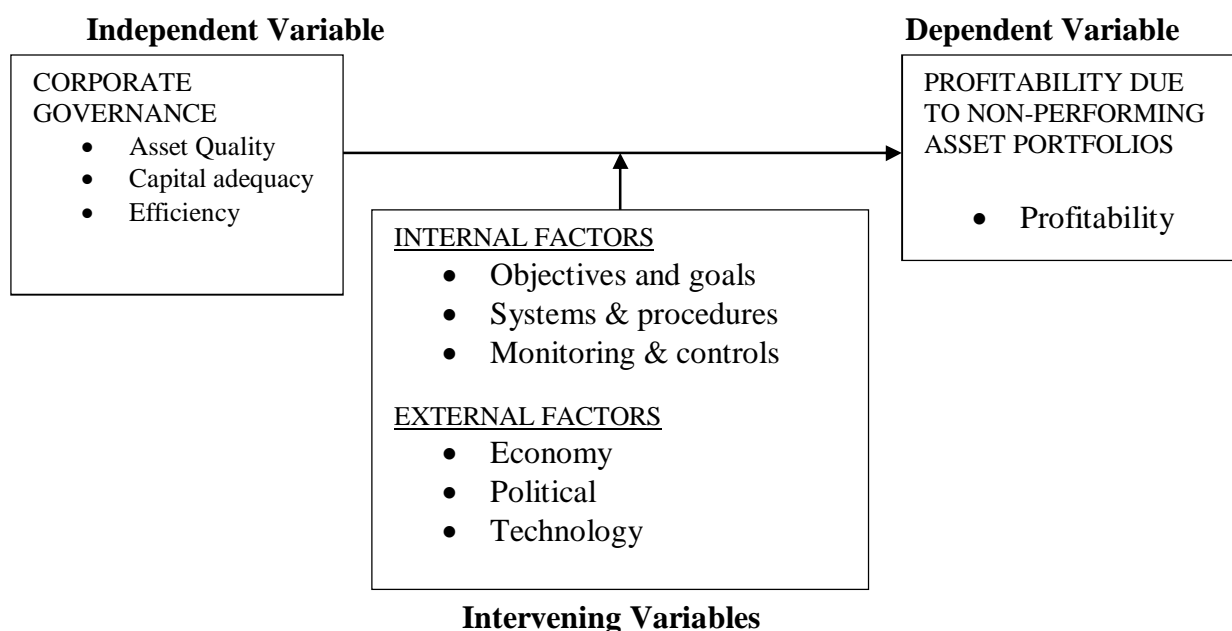 Independent Variable
CORPORATE
GOVERNANCE
• Asset Quality
• Capital adequacy
• Efficiency
Dependent Variable
PROFITABILITY DUE
TO NON-PERFORMING
ASSET PORTFOLIOS
• Profitability
INTERNAL FACTORS
• Objectives and goals
• Systems & procedures
• Monitoring & controls
EXTERNAL FACTORS
• Economy
• Political
• Technology
Intervening Variables